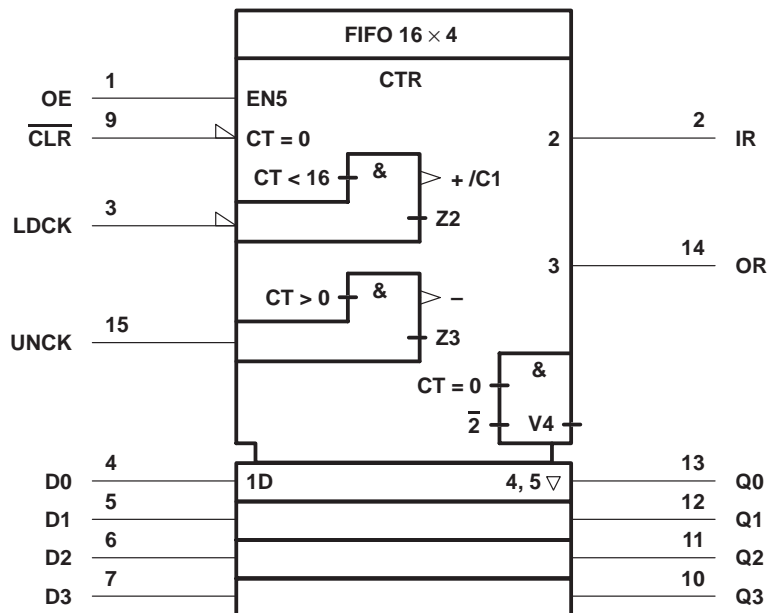 FIFO 16 × 4
CTR
OE 1 EN5
CLR 9 CT = 0 2 2 IR
CT < 16 & + /C1
LDCK 3 Z2
3 14 OR
CT > 0 & –
UNCK 15 Z3
CT = 0 &
2 V4
D0 4 1D 4, 5 ▽ 13 Q0
D1 5 12 Q1
D2 6 11 Q2
D3 7 10 Q3